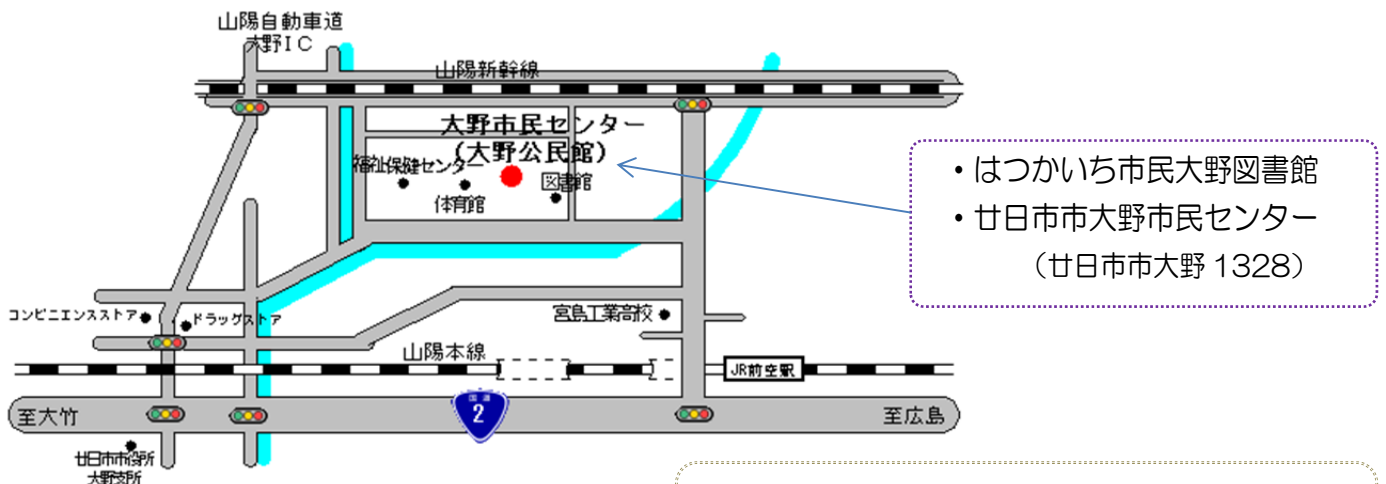 山陽自動車道
大野IC
山陽新幹線
大野市民センター
(大野公民館)
福祉保健センター
体育館
図書館
・はつかいち市民大野図書館
・廿日市市大野市民センター
(廿日市市大野 1328)
コンビニエンスストア
ドラッグストア
宮島工業高校
山陽本線
JR前空駅
至大竹
国道
2
至広島
廿日市市役所
大野支所